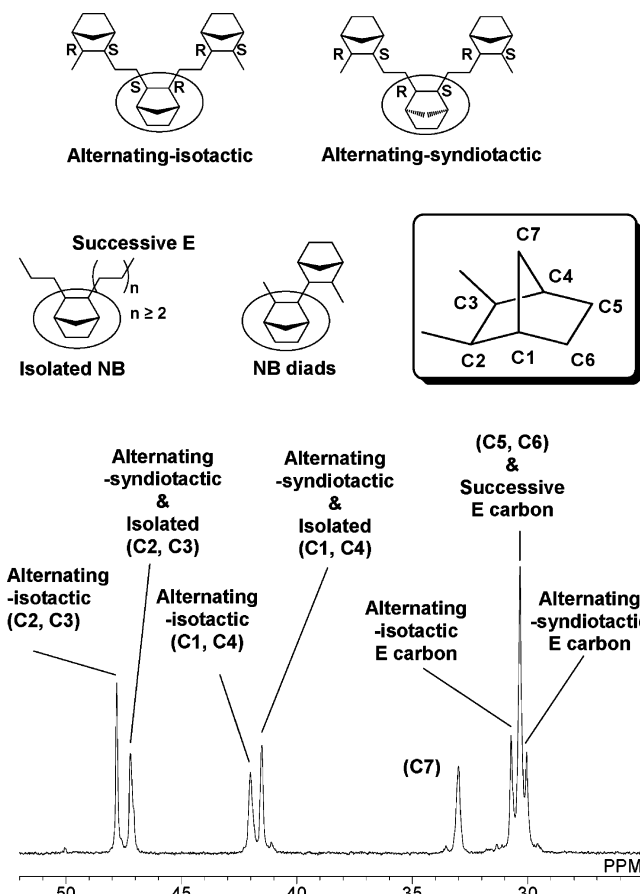 R S R S
S R
Alternating-isotactic
R S R S
R S
Alternating-syndiotactic
Successive E
n
n ≥ 2
Isolated NB
NB diads
C7
C4
C3
C5
C2 C1 C6
Alternating
-syndiotactic
&
Isolated
(C2, C3)
Alternating
-syndiotactic
&
Isolated
(C1, C4)
(C5, C6)
&
Successive
E carbon
Alternating
-isotactic
(C2, C3)
Alternating
-isotactic
(C1, C4)
Alternating
-isotactic
E carbon
Alternating
-syndiotactic
E carbon
(C7)
PPM
50 45 40 35 30